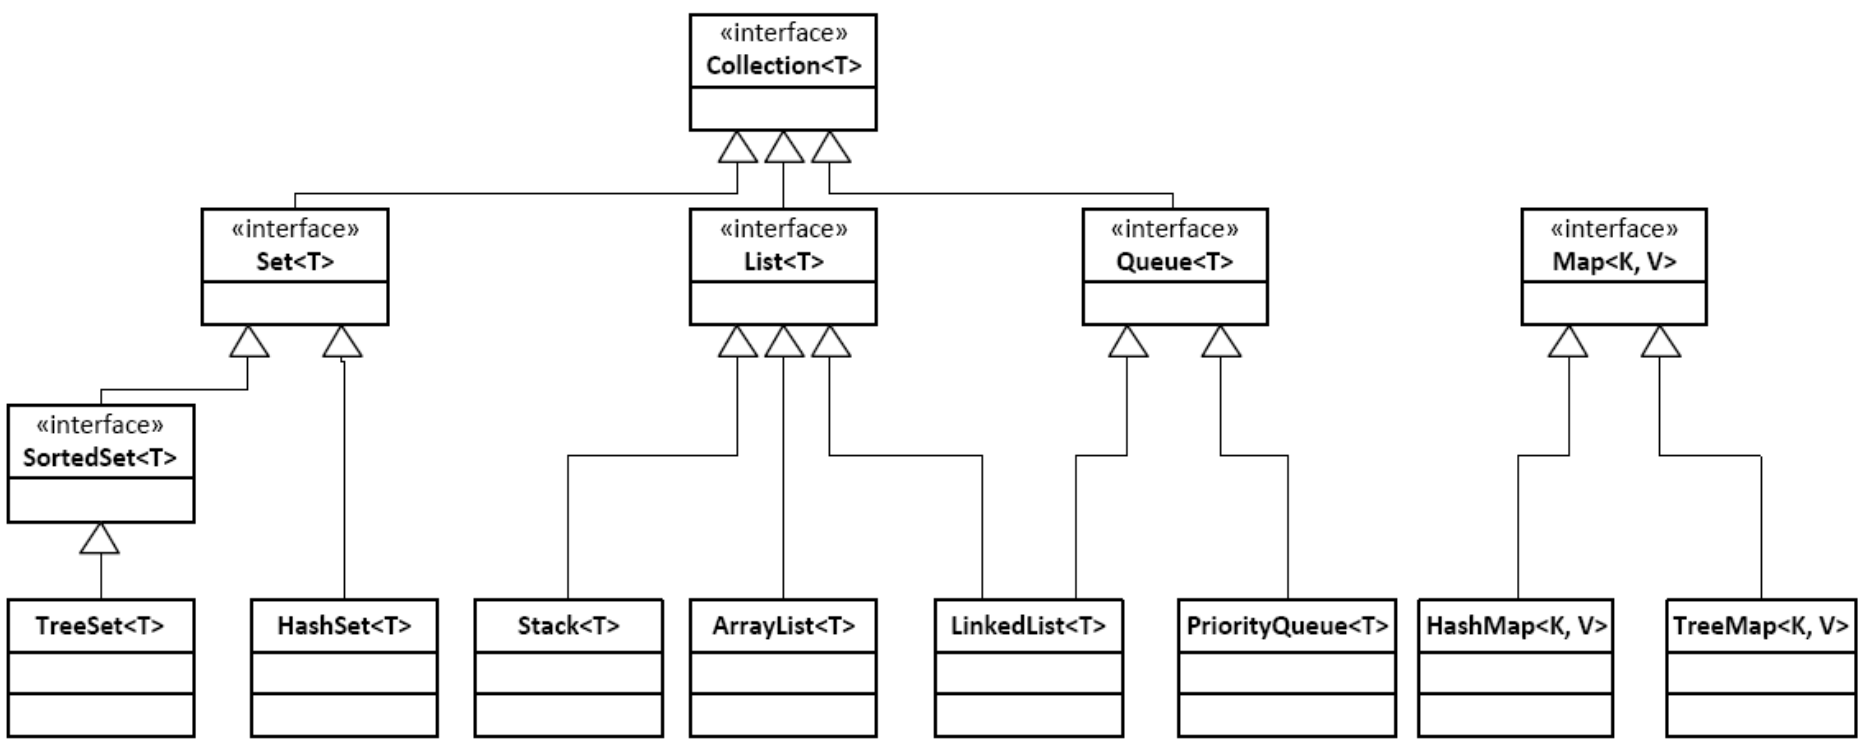 «interface»
Collection<T>
«interface»
Set<T>
«interface»
List<T>
«interface»
Queue<T>
«interface»
Map<K, V>
«interface»
SortedSet<T>
TreeSet<T>
HashSet<T>
Stack<T>
ArrayList<T>
LinkedList<T>
PriorityQueue<T>
HashMap<K, V>
TreeMap<K, V>